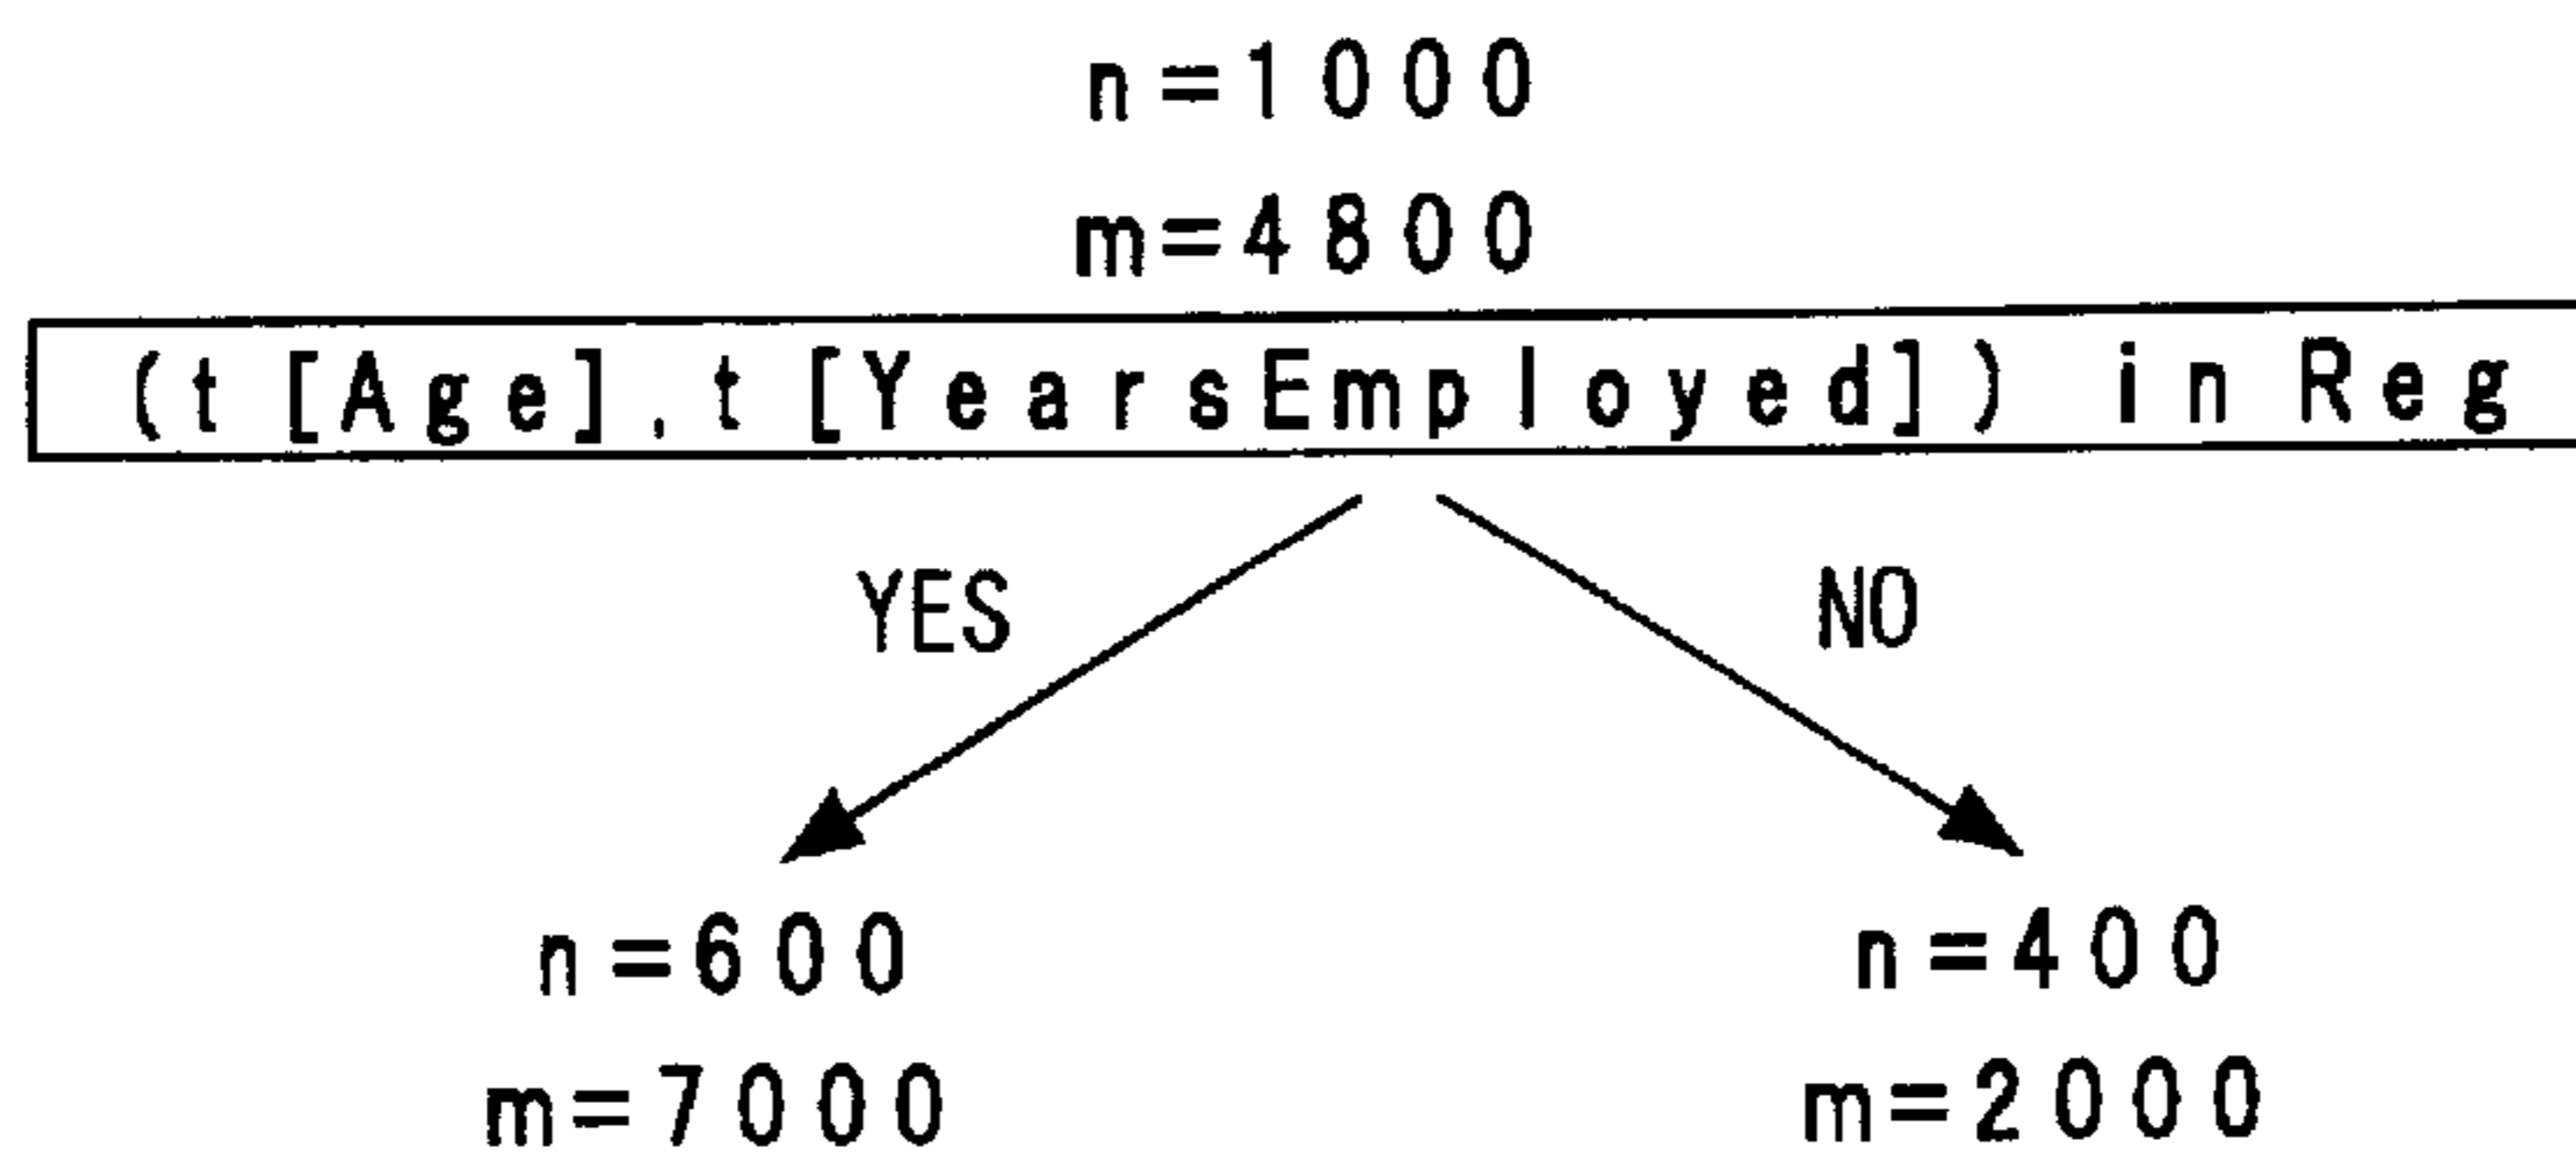 n=1000
m=4800
(t[Age],t[YearsEmployed]) in Reg
YES NO
n=600 n=400
m=7000 m=2000